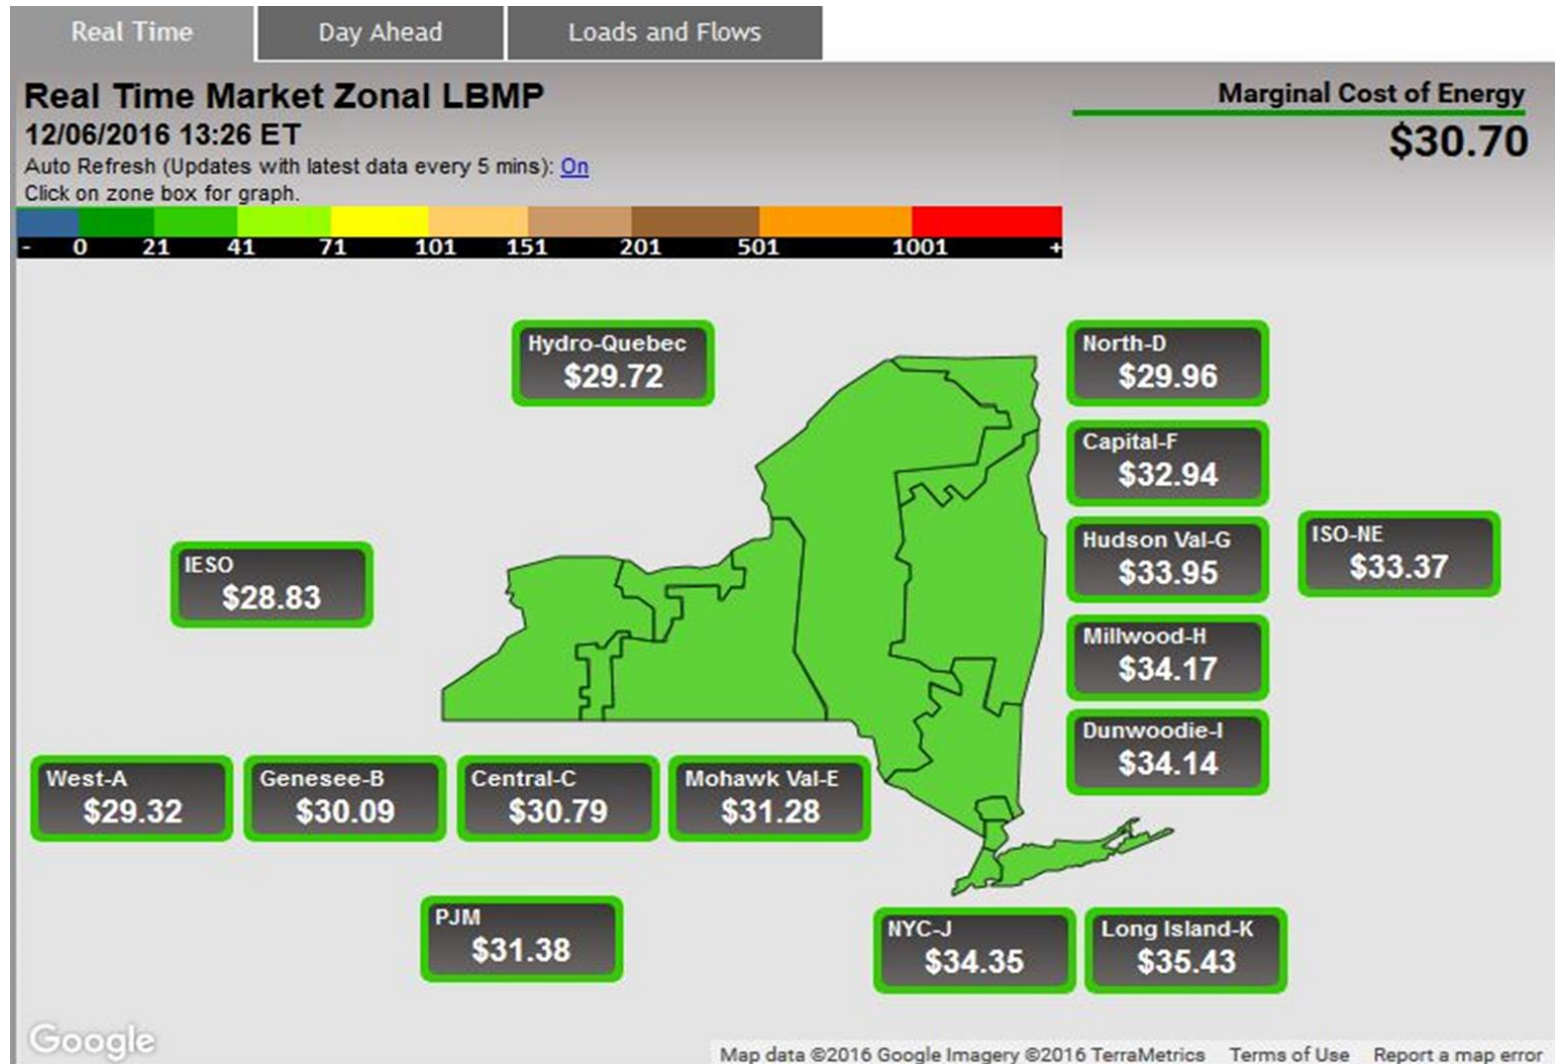 Real Time Day Ahead Loads and Flows
Real Time Market Zonal LBMP
12/06/2016 13:26 ET
Auto Refresh (Updates with latest data every 5 mins): On
Click on zone box for graph.
Marginal Cost of Energy
$30.70
- 0 21 41 71 101 151 201 501 1001 +
Hydro-Quebec
$29.72
North-D
$29.96
Capital-F
$32.94
Hudson Val-G
$33.95
ISO-NE
$33.37
IESO
$28.83
Millwood-H
$34.17
Dunwoodie-I
$34.14
West-A
$29.32
Genesee-B
$30.09
Central-C
$30.79
Mohawk Val-E
$31.28
PJM
$31.38
NYC-J
$34.35
Long Island-K
$35.43
Google
Map data ©2016 Google Imagery ©2016 TerraMetrics Terms of Use Report a map error